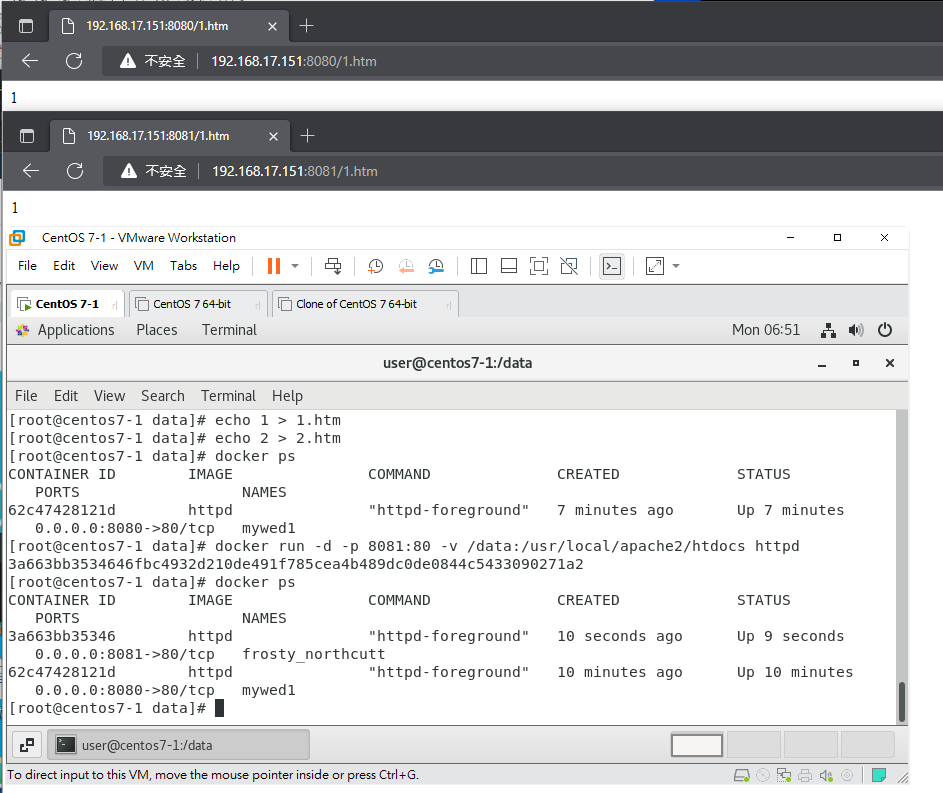 192.168.17.151:8080/1.htm
不安全 192.168.17.151:8080/1.htm
1
192.168.17.151:8081/1.htm
不安全 192.168.17.151:8081/1.htm
1
CentOS 7-1 - VMware Workstation
File Edit View VM Tabs Help
CentOS 7-1 CentOS 7 64-bit Clone of CentOS 7 64-bit
Applications Places Terminal Mon 06:51
user@centos7-1:/data
File Edit View Search Terminal Help
[root@centos7-1 data]# echo 1 > 1.htm
[root@centos7-1 data]# echo 2 > 2.htm
[root@centos7-1 data]# docker ps
CONTAINER ID        IMAGE               COMMAND              CREATED             STATUS
   PORTS                  NAMES
62c47428121d        httpd               "httpd-foreground"   7 minutes ago       Up 7 minutes
   0.0.0.0:8080->80/tcp   mywed1
[root@centos7-1 data]# docker run -d -p 8081:80 -v /data:/usr/local/apache2/htdocs httpd
3a663bb3534646fbc4932d210de491f785cea4b489dc0de0844c5433090271a2
[root@centos7-1 data]# docker ps
CONTAINER ID        IMAGE               COMMAND              CREATED             STATUS
   PORTS                  NAMES
3a663bb35346        httpd               "httpd-foreground"   10 seconds ago      Up 9 seconds
   0.0.0.0:8081->80/tcp   frosty_northcutt
62c47428121d        httpd               "httpd-foreground"   10 minutes ago      Up 10 minutes
   0.0.0.0:8080->80/tcp   mywed1
[root@centos7-1 data]#
user@centos7-1:/data
To direct input to this VM, move the mouse pointer inside or press Ctrl+G.